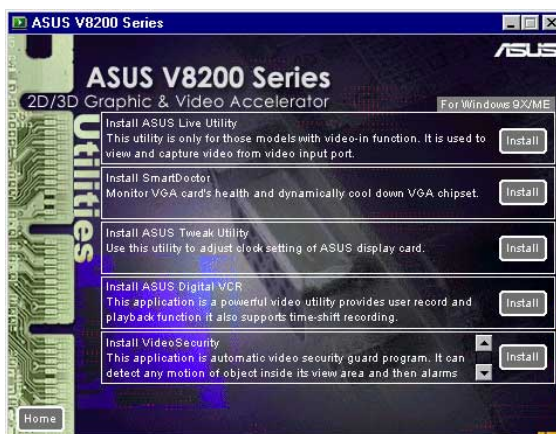 ASUS V8200 Series
ASUS
ASUS V8200 Series
2D/3D Graphic & Video Accelerator
For Windows 9X/ME
Utilities
Install ASUS Live Utility
This utility is only for those models with video-in function. It is used to
view and capture video from video input port.
Install
Install SmartDoctor
Monitor VGA card's health and dynamically cool down VGA chipset.
Install
Install ASUS Tweak Utility
Use this utility to adjust clock setting of ASUS display card.
Install
Install ASUS Digital VCR
This application is a powerful video utility provides user record and
playback function it also supports time-shift recording.
Install
Install VideoSecurity
This application is automatic video security guard program. It can
detect any motion of object inside its view area and then alarms
Install
Home